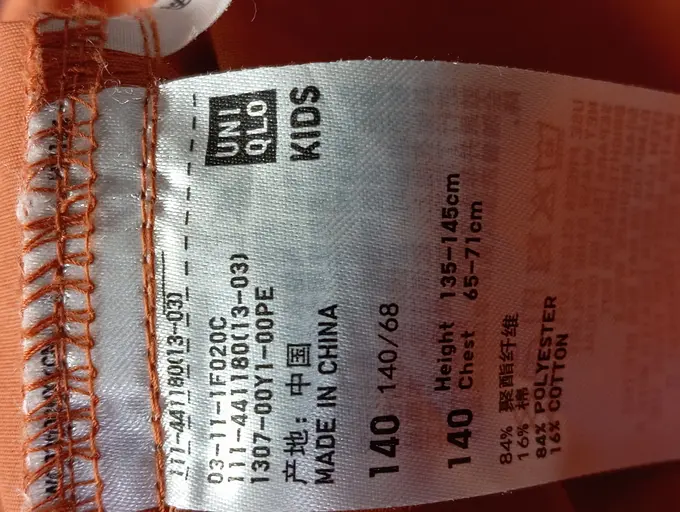 111-441180(13-03)
UNI
QLO
KIDS
03-11-1F020C
111-441180(13-03)
1307-00Y1-00PE
产地: 中国
MADE IN CHINA
140 140/68
140 Height 135-145cm
Chest 65-71cm
84% 聚酯纤维
16% 棉
84% POLYESTER
16% COTTON